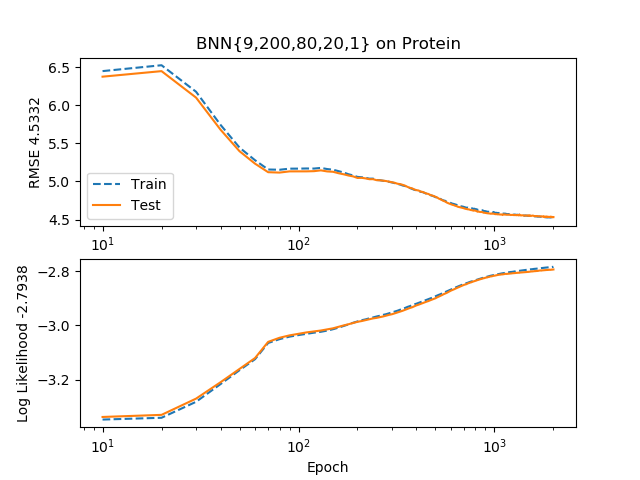 BNN{9,200,80,20,1} on Protein
RMSE 4.5332
6.5
6.0
5.5
5.0
4.5
Train
Test
10¹
10²
10³
Log Likelihood -2.7938
−2.8
−3.0
−3.2
10¹
10²
10³
Epoch